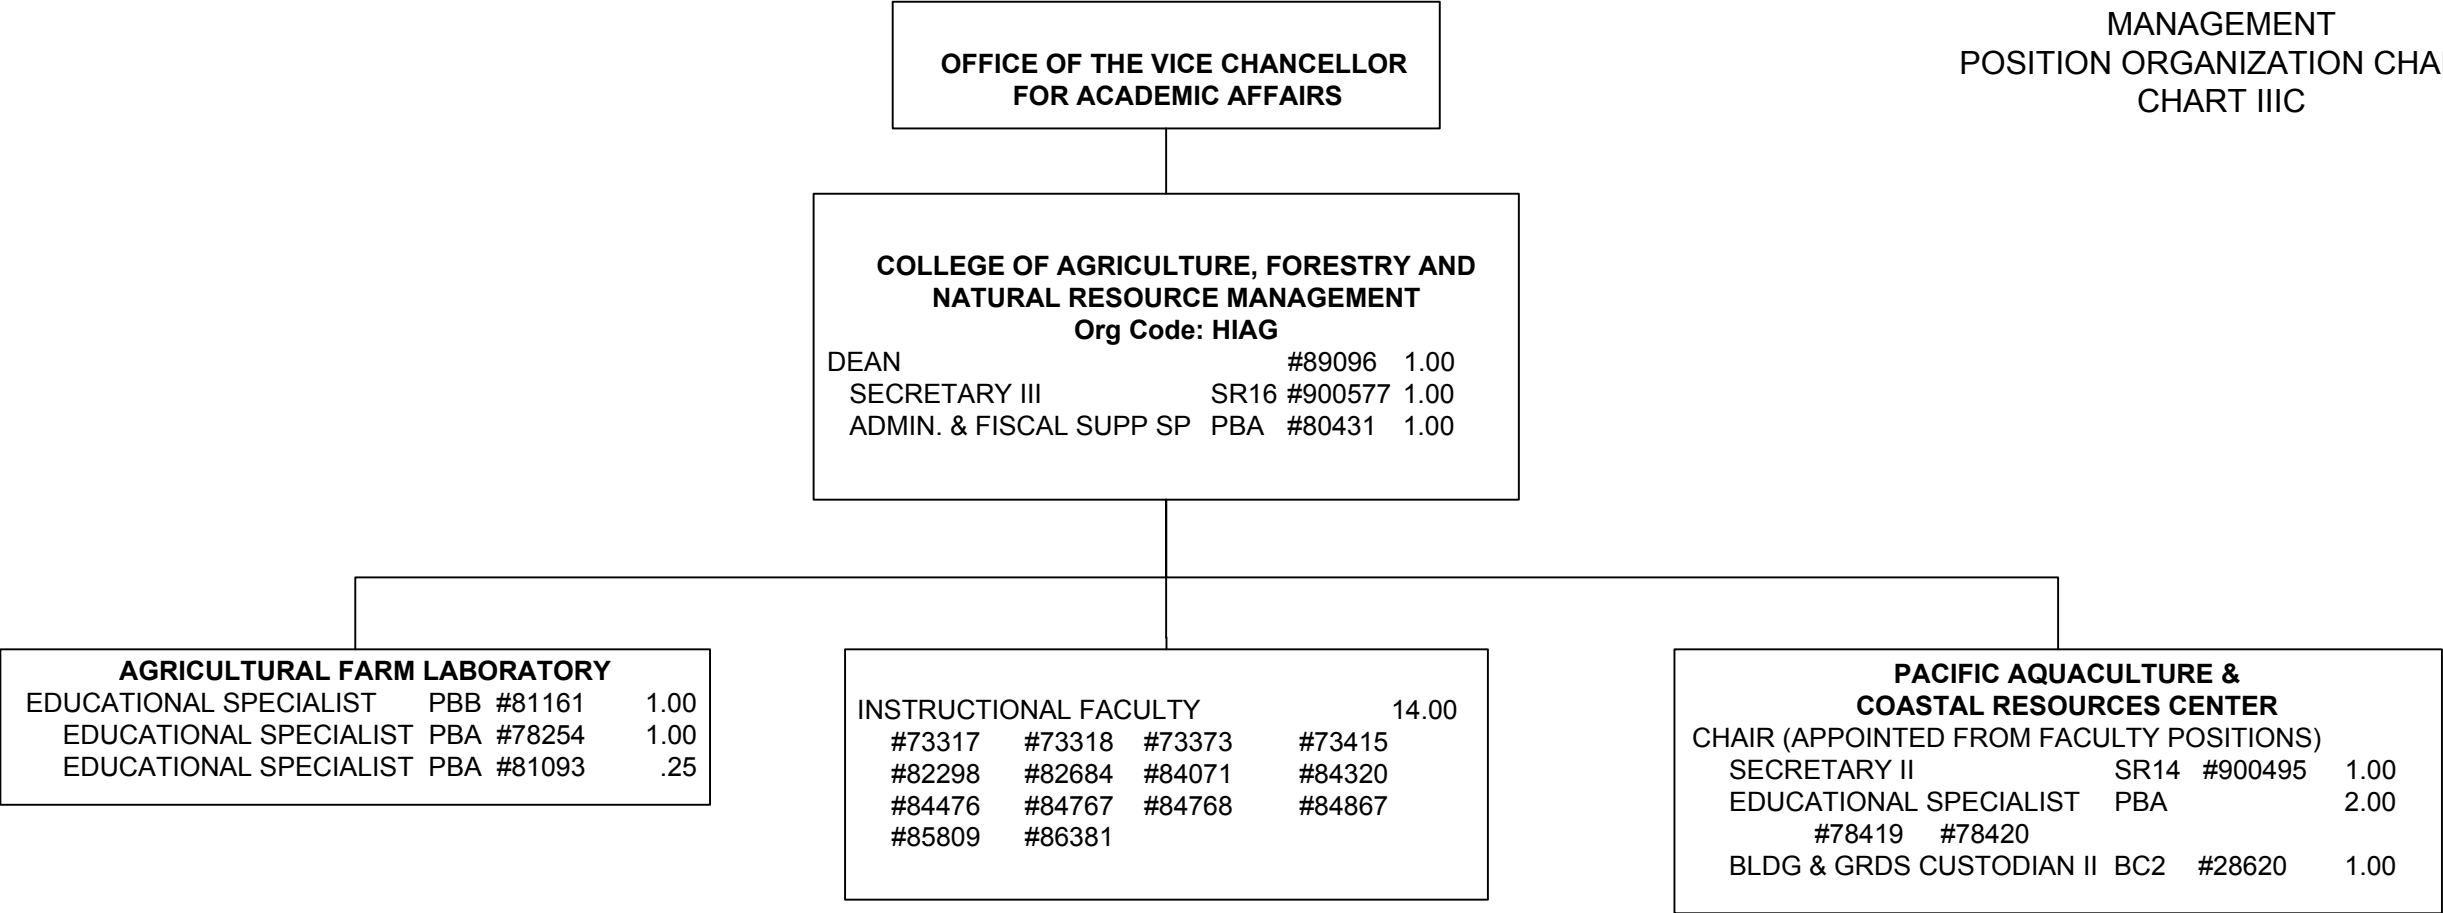 MANAGEMENT
POSITION ORGANIZATION
CHART IIIC
OFFICE OF THE VICE CHANCELLOR
FOR ACADEMIC AFFAIRS
COLLEGE OF AGRICULTURE, FORESTRY AND
NATURAL RESOURCE MANAGEMENT
Org Code: HIAG
DEAN #89096 1.00
SECRETARY III SR16 #900577 1.00
ADMIN. & FISCAL SUPP SP PBA #80431 1.00
AGRICULTURAL FARM LABORATORY
EDUCATIONAL SPECIALIST PBB #81161 1.00
EDUCATIONAL SPECIALIST PBA #78254 1.00
EDUCATIONAL SPECIALIST PBA #81093 .25
INSTRUCTIONAL FACULTY 14.00
#73317 #73318 #73373 #73415
#82298 #82684 #84071 #84320
#84476 #84767 #84768 #84867
#85809 #86381
PACIFIC AQUACULTURE &
COASTAL RESOURCES CENTER
CHAIR (APPOINTED FROM FACULTY POSITIONS)
SECRETARY II SR14 #900495 1.00
EDUCATIONAL SPECIALIST PBA 2.00
#78419 #78420
BLDG & GRDS CUSTODIAN II BC2 #28620 1.00